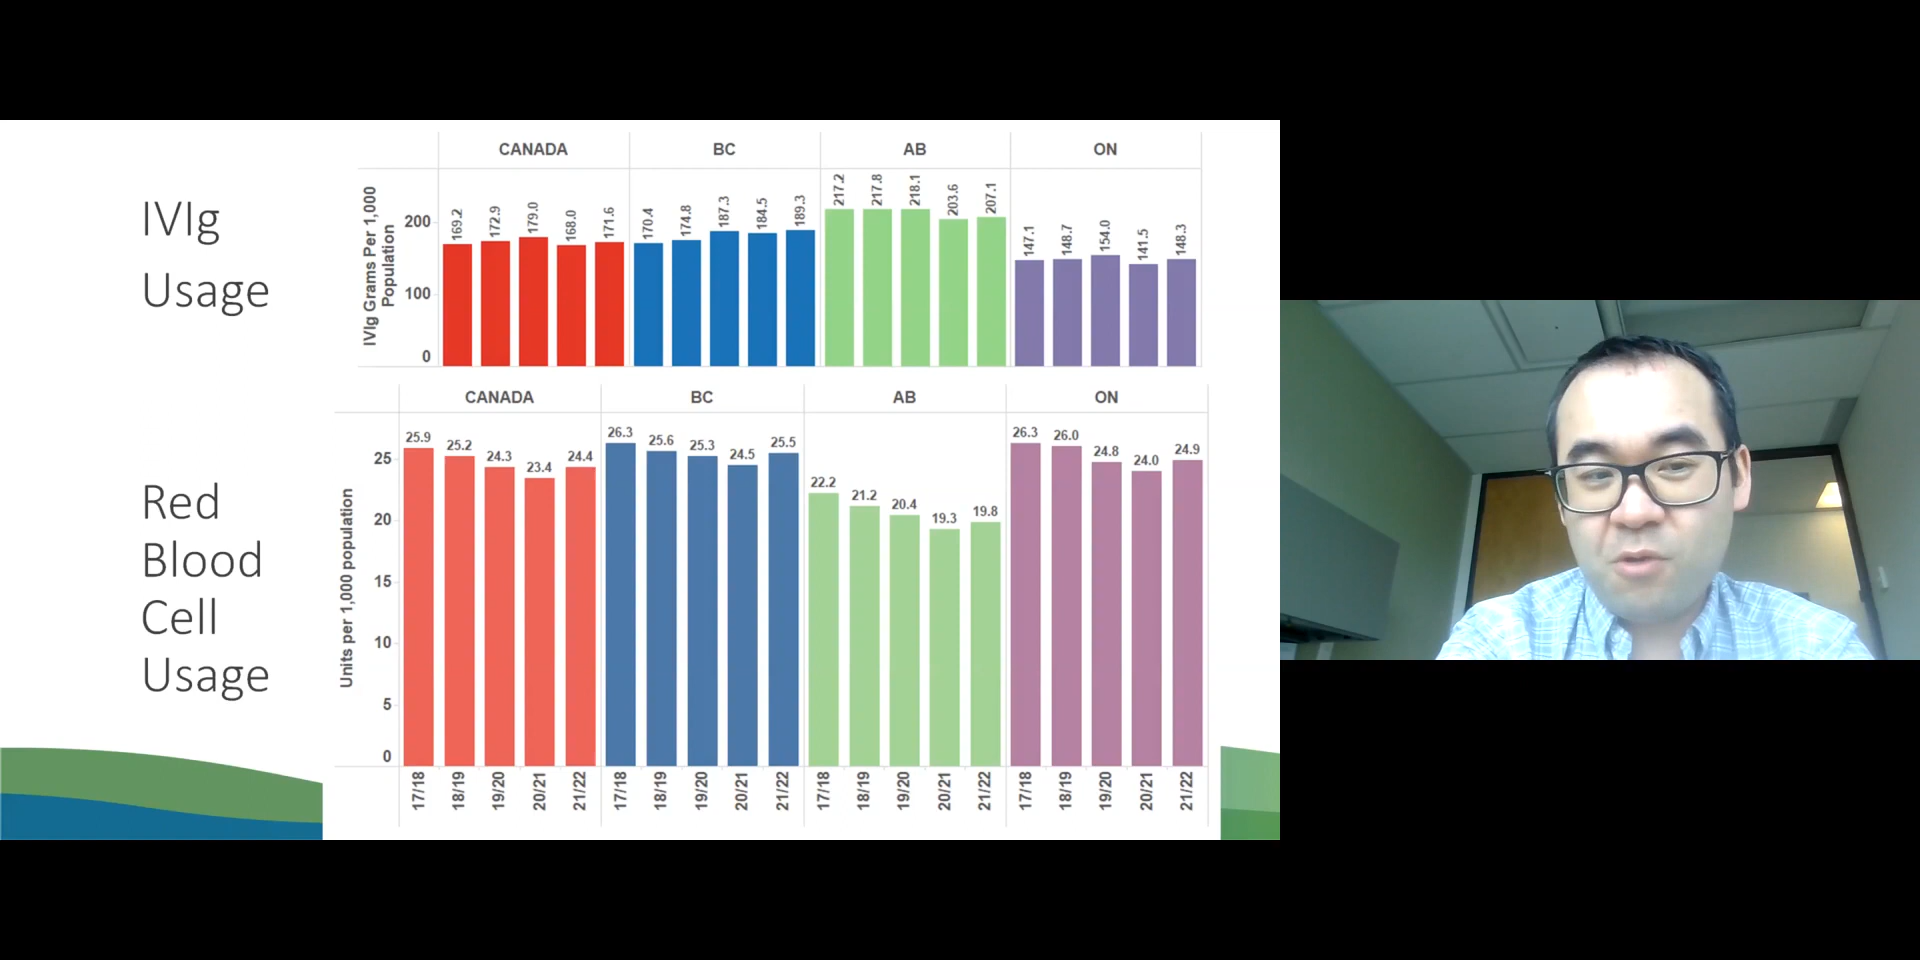 IVIg
Usage
IVIg Grams Per 1,000
Population
CANADA BC AB ON
200
100
0
169.2 172.9 179.0 168.0 171.6
170.4 174.8 187.3 184.5 189.3
217.2 217.8 218.1 203.6 207.1
147.1 148.7 154.0 141.5 148.3
Red
Blood
Cell
Usage
Units per 1,000 population
CANADA BC AB ON
25
20
15
10
5
0
25.9 25.2 24.3 23.4 24.4
26.3 25.6 25.3 24.5 25.5
22.2 21.2 20.4 19.3 19.8
26.3 26.0 24.8 24.0 24.9
17/18 18/19 19/20 20/21 21/22
17/18 18/19 19/20 20/21 21/22
17/18 18/19 19/20 20/21 21/22
17/18 18/19 19/20 20/21 21/22